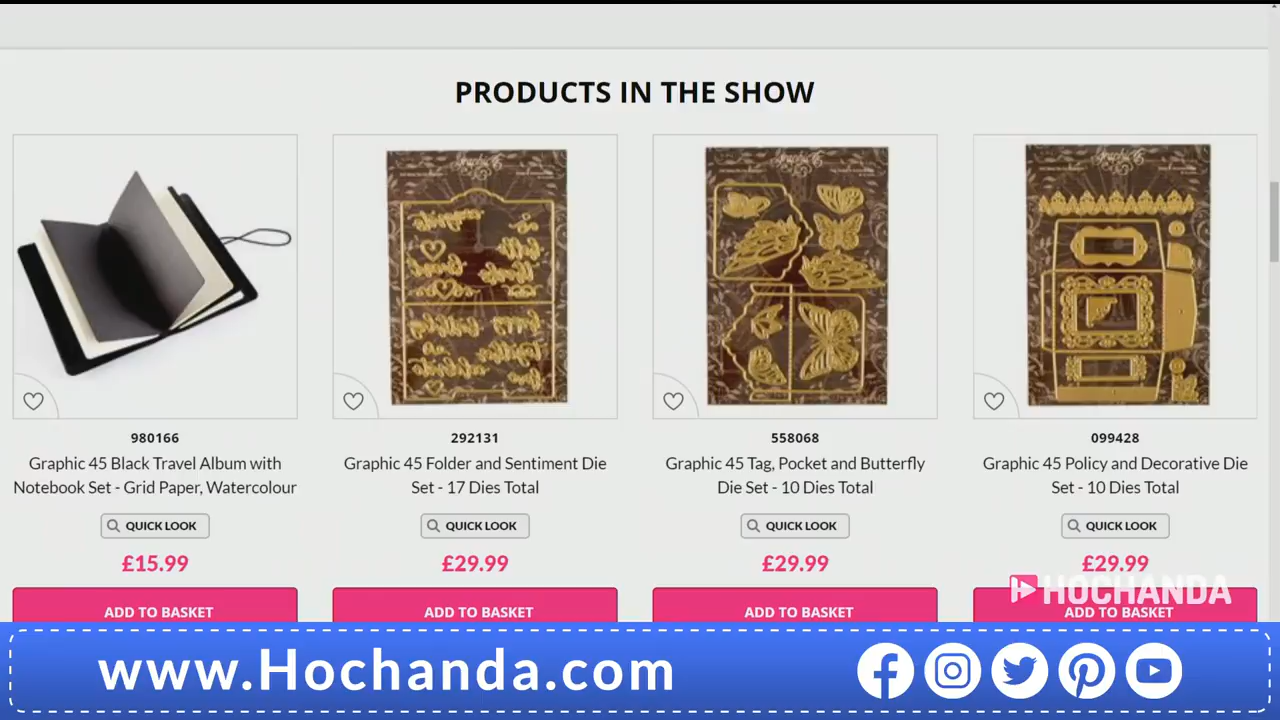 PRODUCTS IN THE SHOW
980166
292131
558068
099428
Graphic 45 Black Travel Album with
Notebook Set - Grid Paper, Watercolour
Graphic 45 Folder and Sentiment Die
Set - 17 Dies Total
Graphic 45 Tag, Pocket and Butterfly
Die Set - 10 Dies Total
Graphic 45 Policy and Decorative Die
Set - 10 Dies Total
QUICK LOOK
QUICK LOOK
QUICK LOOK
QUICK LOOK
£15.99
£29.99
£29.99
£29.99
HOCHANDA
ADD TO BASKET
ADD TO BASKET
ADD TO BASKET
ADD TO BASKET
www.Hochanda.com